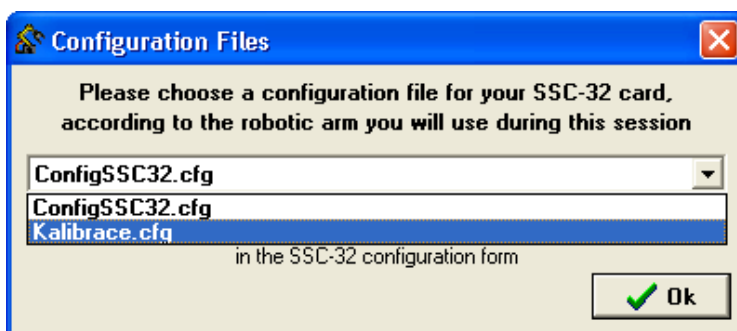 Configuration Files
Please choose a configuration file for your SSC-32 card,
according to the robotic arm you will use during this session
ConfigSSC32.cfg
ConfigSSC32.cfg
Kalibrace.cfg
in the SSC-32 configuration form
Ok